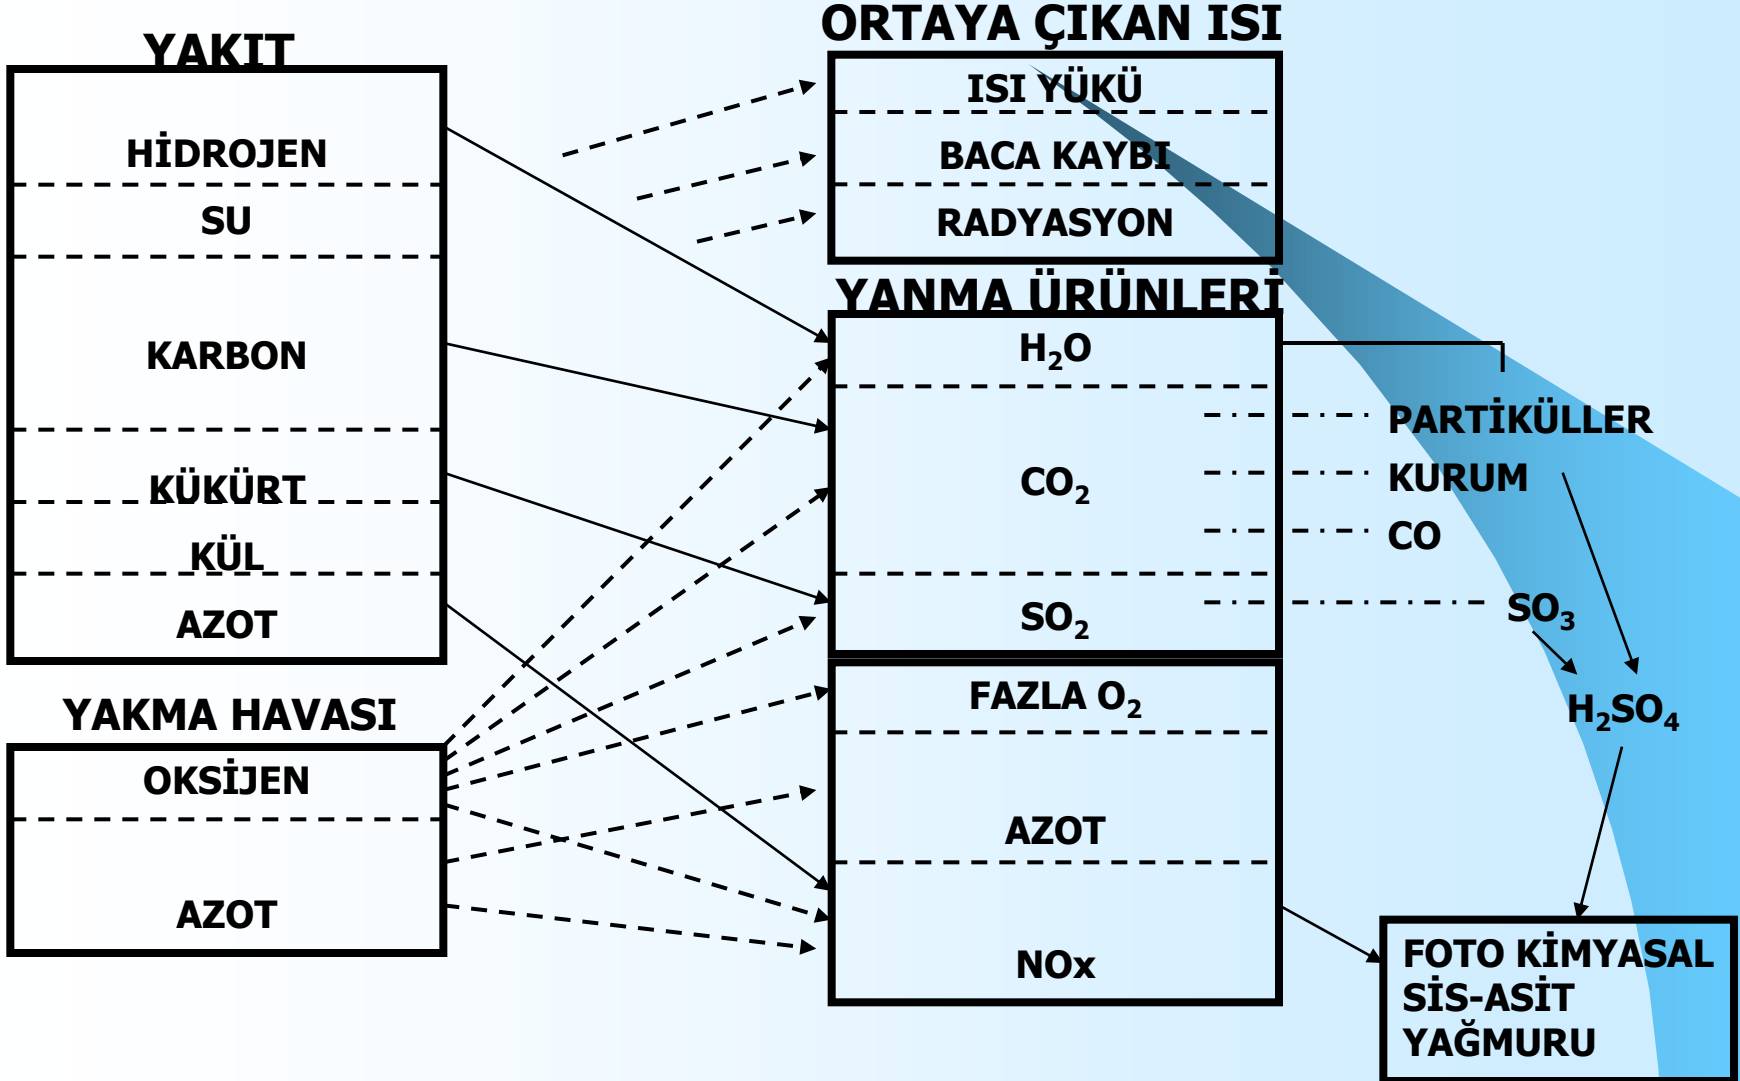 YAKIT
HİDROJEN
SU
KARBON
KÜKÜRT
KÜL
AZOT
YAKMA HAVASI
OKSİJEN
AZOT
ORTAYA ÇIKAN ISI
ISI YÜKÜ
BACA KAYBI
RADYASYON
YANMA ÜRÜNLERİ
H₂O
CO₂
SO₂
FAZLA O₂
AZOT
NOx
PARTİKÜLLER
KURUM
CO
SO₃
H₂SO₄
FOTO KİMYASAL
SİS-ASİT
YAĞMURU